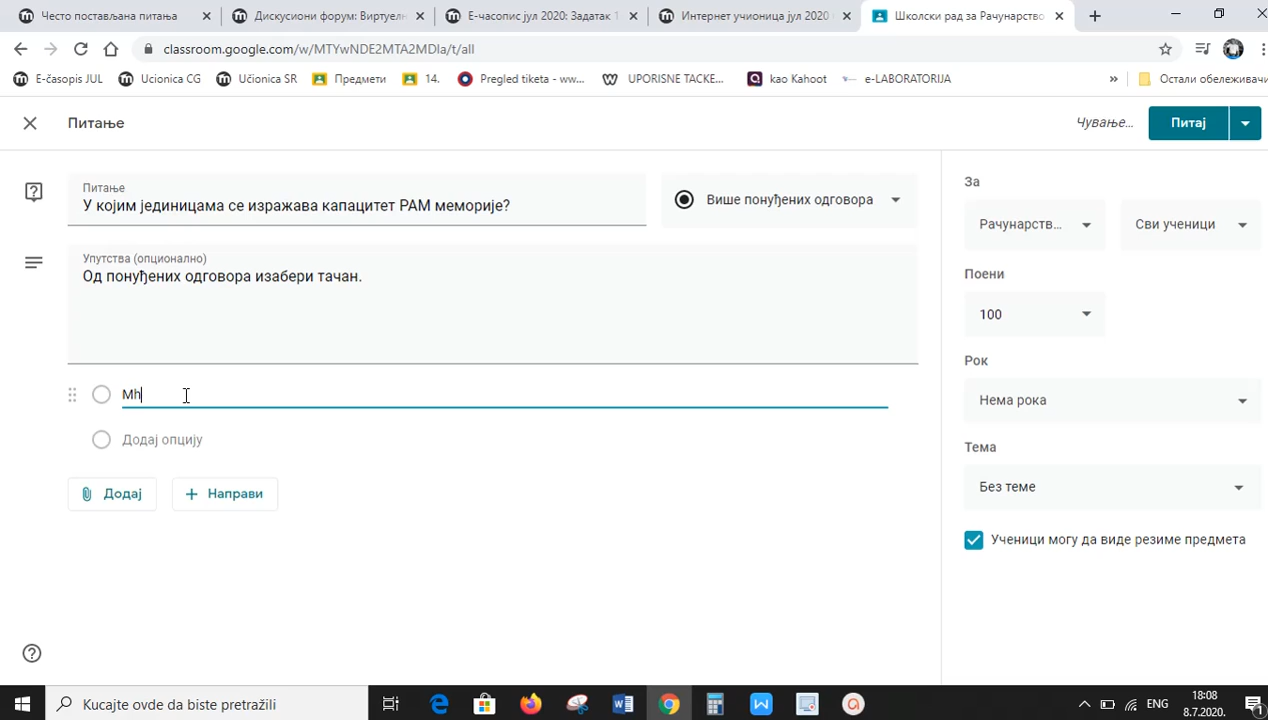 Често постављана питања
Дискусиони форум: Виртуелн
Е-часопис јул 2020: Задатак 1
Интернет учионица јул 2020
Школски рад за Рачунарство
classroom.google.com/w/MTYwNDE2MTA2MDIa/t/all
E-časopis JUL
Ucionica CG
Učionica SR
Предмети
14.
Pregled tiketa - ww...
UPORISNE TACKE...
kao Kahoot
e-LABORATORIJA
»
Остали обележивачи
Питање
Чување...
Питај
Питање
У којим јединицама се изражава капацитет РАМ меморије?
Више понуђених одговора
Упутства (опционално)
Од понуђених одговора изабери тачан.
Mh
Додај опцију
Додај
Направи
За
Рачунарств...
Сви ученици
Поени
100
Рок
Нема рока
Тема
Без теме
Ученици могу да виде резиме предмета
Kucajte ovde da biste pretražili
ENG
18:08
8.7.2020.